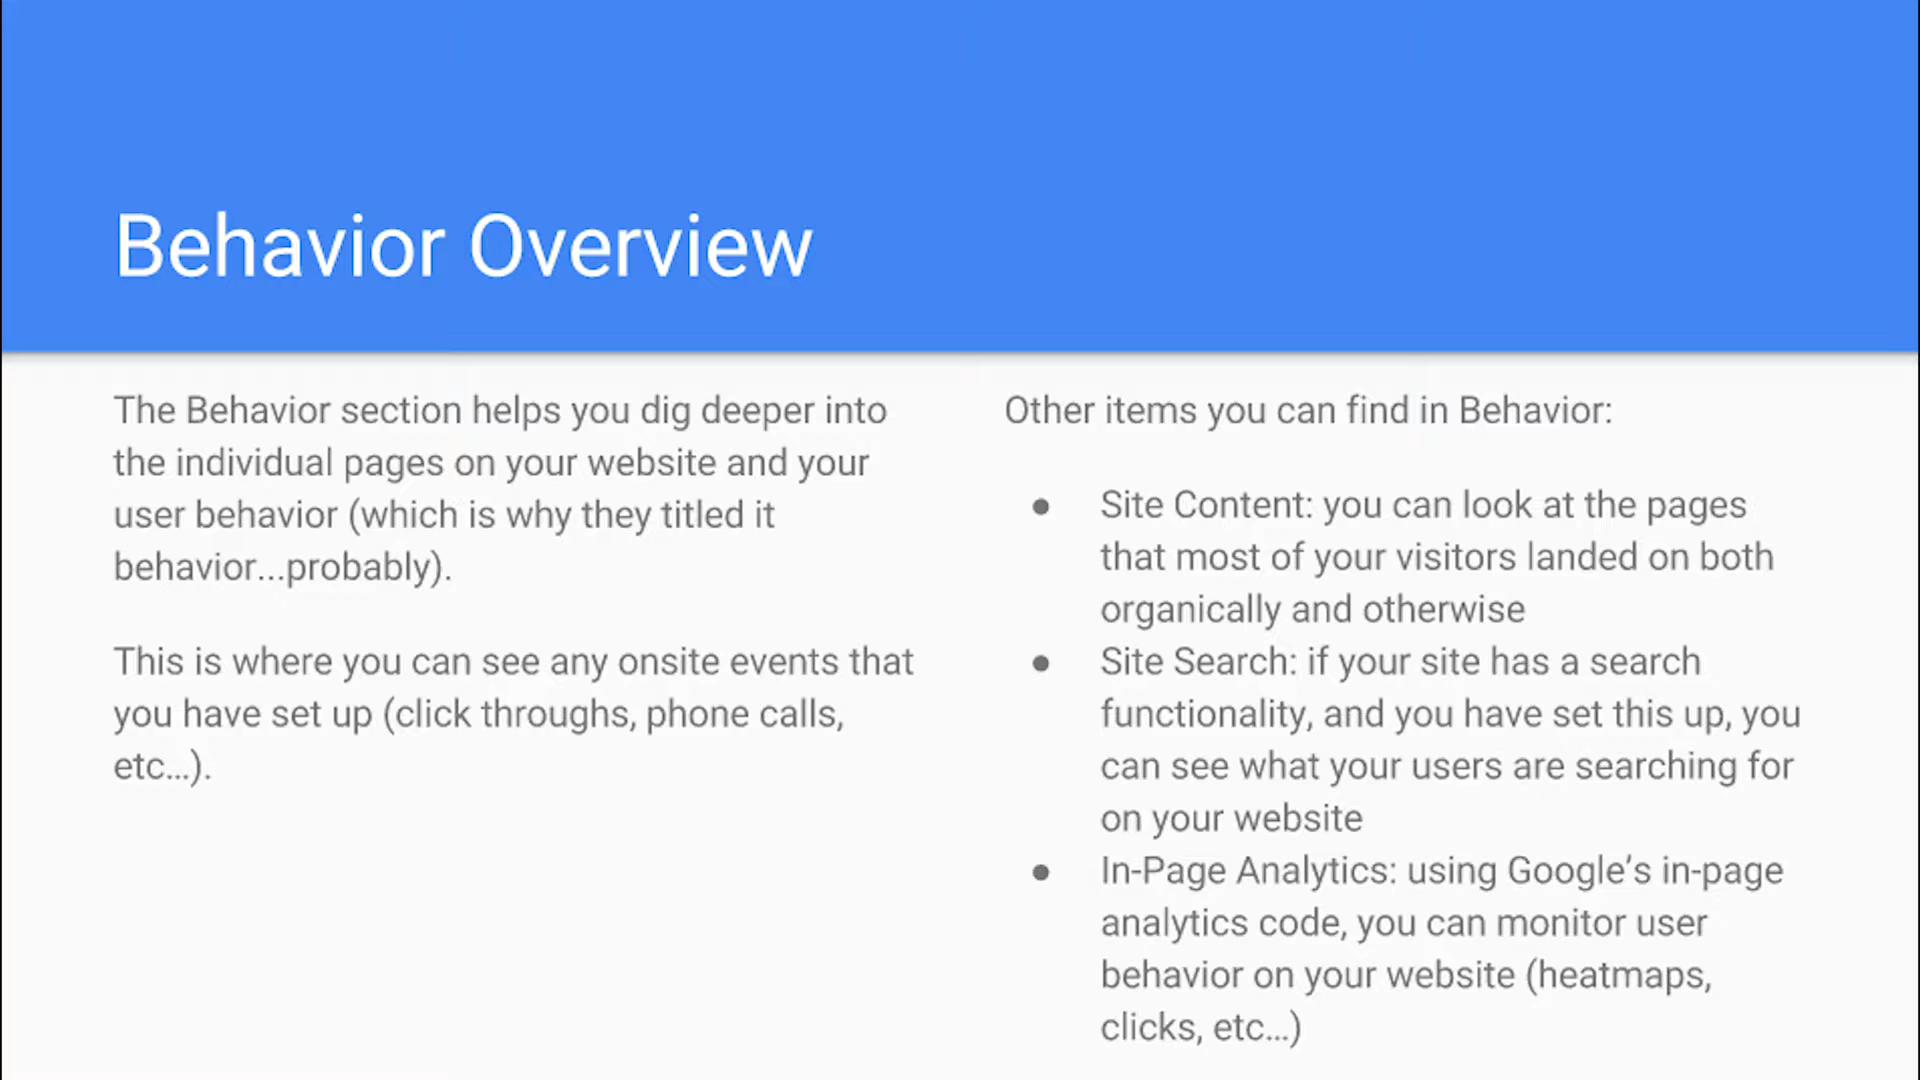 Behavior Overview
The Behavior section helps you dig deeper into
the individual pages on your website and your
user behavior (which is why they titled it
behavior...probably).
This is where you can see any onsite events that
you have set up (click throughs, phone calls,
etc…).
Other items you can find in Behavior:
● Site Content: you can look at the pages
that most of your visitors landed on both
organically and otherwise
● Site Search: if your site has a search
functionality, and you have set this up, you
can see what your users are searching for
on your website
● In-Page Analytics: using Google’s in-page
analytics code, you can monitor user
behavior on your website (heatmaps,
clicks, etc…)